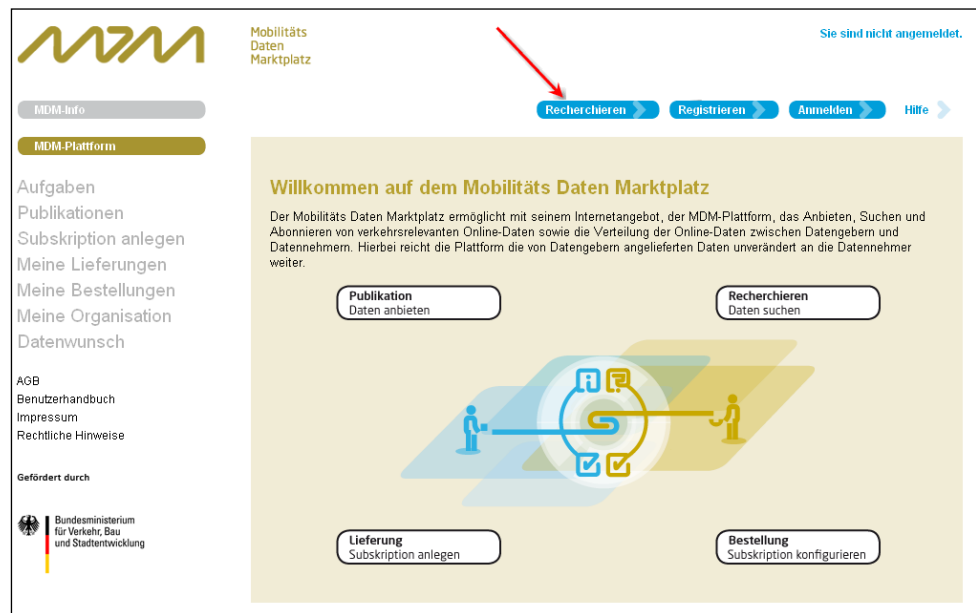 MDM
Mobilitäts
Daten
Marktplatz
Sie sind nicht angemeldet.
MDM-Info
Recherchieren
Registrieren
Anmelden
Hilfe
MDM-Plattform
Aufgaben
Publikationen
Subskription anlegen
Meine Lieferungen
Meine Bestellungen
Meine Organisation
Datenwunsch
AGB
Benutzerhandbuch
Impressum
Rechtliche Hinweise
Gefördert durch
Bundesministerium
für Verkehr, Bau
und Stadtentwicklung
Willkommen auf dem Mobilitäts Daten Marktplatz
Der Mobilitäts Daten Marktplatz ermöglicht mit seinem Internetangebot, der MDM-Plattform, das Anbieten, Suchen und
Abonnieren von verkehrsrelevanten Online-Daten sowie die Verteilung der Online-Daten zwischen Datengebern und
Datennehmern. Hierbei reicht die Plattform die von Datengebern angelieferten Daten unverändert an die Datennehmer
weiter.
Publikation
Daten anbieten
Recherchieren
Daten suchen
Lieferung
Subskription anlegen
Bestellung
Subskription konfigurieren